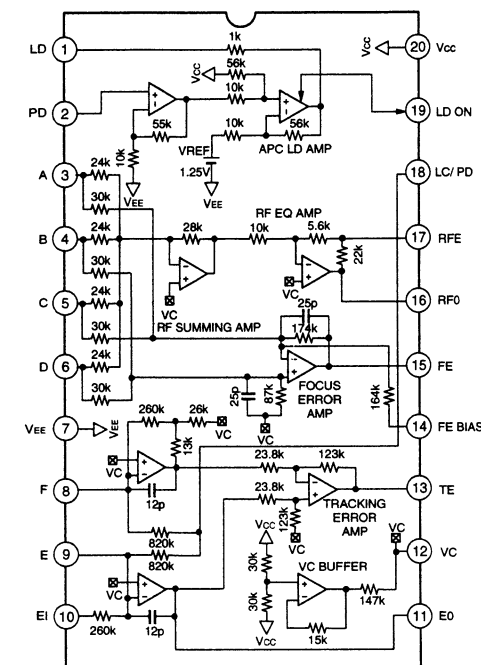 LD 1 1k 20 Vcc
Vcc 56k
PD 2 10k 19 LD ON
55k 10k 56k
10k VREF APC LD AMP
1.25V
VEE VEE
A 3 24k 18 LC/ PD
30k
RF EQ AMP
B 4 24k 28k 10k 5.6k 17 RFE
30k 22k
VC VC
C 5 24k 16 RF0
RF SUMMING AMP 25p
30k 174k
D 6 24k 15 FE
30k FOCUS
ERROR
AMP
25p 87k 164k
VC
VEE 7 VEE 260k 26k VC 14 FE BIAS
13k
VC 23.8k 123k
F 8 13 TE
12p 23.8k TRACKING
ERROR
AMP
820k 123k
E 9 820k Vcc VC VC 12 VC
VC 30k VC BUFFER
30k 147k
EI 10 11 E0
260k 12p Vcc 15k